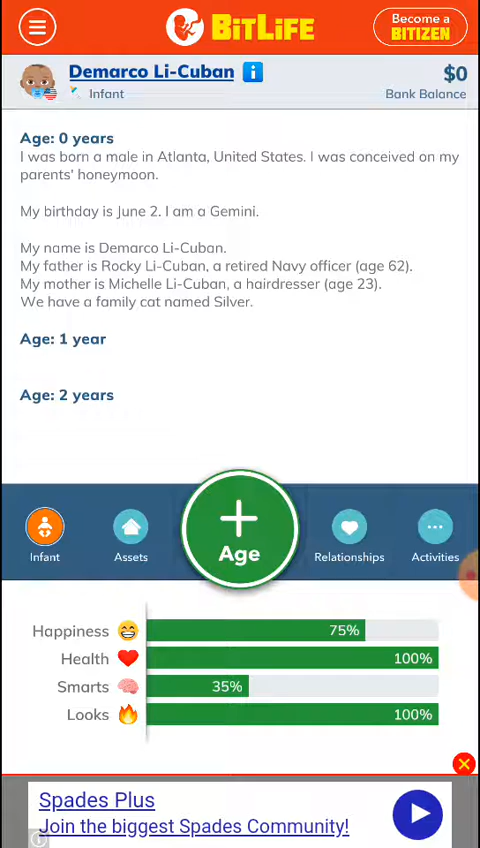 BITLIFE
Become a
BITIZEN
Demarco Li-Cuban
$0
Infant
Bank Balance
Age: 0 years
I was born a male in Atlanta, United States. I was conceived on my
parents' honeymoon.
My birthday is June 2. I am a Gemini.
My name is Demarco Li-Cuban.
My father is Rocky Li-Cuban, a retired Navy officer (age 62).
My mother is Michelle Li-Cuban, a hairdresser (age 23).
We have a family cat named Silver.
Age: 1 year
Age: 2 years
Infant
Assets
Age
Relationships
Activities
Happiness 75%
Health 100%
Smarts 35%
Looks 100%
Spades Plus
Join the biggest Spades Community!